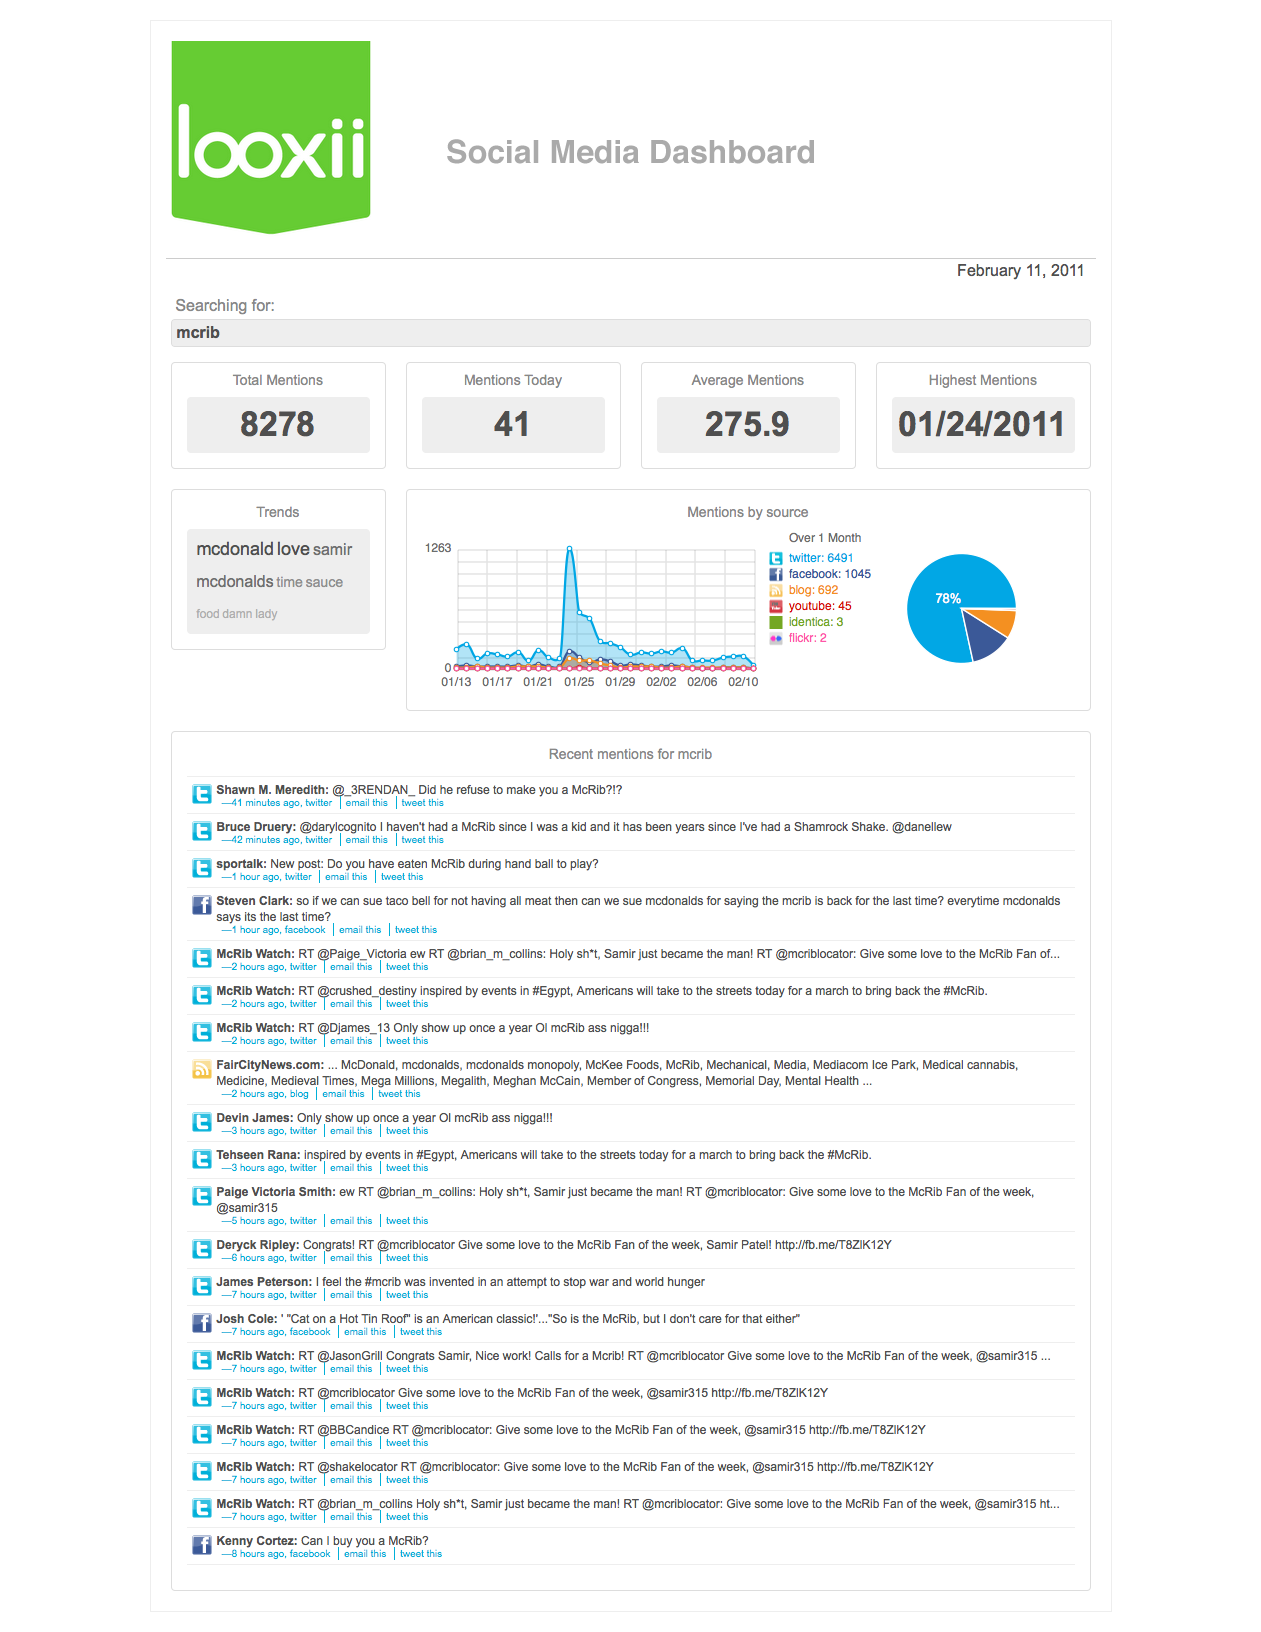 looxii
Social Media Dashboard
February 11, 2011
Searching for:
mcrib
Total Mentions
8278
Mentions Today
41
Average Mentions
275.9
Highest Mentions
01/24/2011
Trends
mcdonald love samir
mcdonalds time sauce
food damn lady
Mentions by source
1263
0
01/13 01/17 01/21 01/25 01/29 02/02 02/06 02/10
Over 1 Month
twitter: 6491
facebook: 1045
blog: 692
youtube: 45
identica: 3
flickr: 2
78%
Recent mentions for mcrib
Shawn M. Meredith: @_3RENDAN_ Did he refuse to make you a McRib?!?
—41 minutes ago, twitter | email this | tweet this
Bruce Druery: @darylcognito I haven't had a McRib since I was a kid and it has been years since I've had a Shamrock Shake. @danellew
—42 minutes ago, twitter | email this | tweet this
sportalk: New post: Do you have eaten McRib during hand ball to play?
—1 hour ago, twitter | email this | tweet this
Steven Clark: so if we can sue taco bell for not having all meat then can we sue mcdonalds for saying the mcrib is back for the last time? everytime mcdonalds
says its the last time?
—1 hour ago, facebook | email this | tweet this
McRib Watch: RT @Paige_Victoria ew RT @brian_m_collins: Holy sh*t, Samir just became the man! RT @mcriblocator: Give some love to the McRib Fan of...
—2 hours ago, twitter | email this | tweet this
McRib Watch: RT @crushed_destiny inspired by events in #Egypt, Americans will take to the streets today for a march to bring back the #McRib.
—2 hours ago, twitter | email this | tweet this
McRib Watch: RT @Djames_13 Only show up once a year Ol mcRib ass nigga!!!
—2 hours ago, twitter | email this | tweet this
FairCityNews.com: ... McDonald, mcdonalds, mcdonalds monopoly, McKee Foods, McRib, Mechanical, Media, Mediacom Ice Park, Medical cannabis,
Medicine, Medieval Times, Mega Millions, Megalith, Meghan McCain, Member of Congress, Memorial Day, Mental Health ...
—2 hours ago, blog | email this | tweet this
Devin James: Only show up once a year Ol mcRib ass nigga!!!
—3 hours ago, twitter | email this | tweet this
Tehseen Rana: inspired by events in #Egypt, Americans will take to the streets today for a march to bring back the #McRib.
—3 hours ago, twitter | email this | tweet this
Paige Victoria Smith: ew RT @brian_m_collins: Holy sh*t, Samir just became the man! RT @mcriblocator: Give some love to the McRib Fan of the week,
@samir315
—5 hours ago, twitter | email this | tweet this
Deryck Ripley: Congrats! RT @mcriblocator Give some love to the McRib Fan of the week, Samir Patel! http://fb.me/T8ZlK12Y
—6 hours ago, twitter | email this | tweet this
James Peterson: I feel the #mcrib was invented in an attempt to stop war and world hunger
—7 hours ago, twitter | email this | tweet this
Josh Cole: ' "Cat on a Hot Tin Roof" is an American classic!'..."So is the McRib, but I don't care for that either"
—7 hours ago, facebook | email this | tweet this
McRib Watch: RT @JasonGrill Congrats Samir, Nice work! Calls for a Mcrib! RT @mcriblocator Give some love to the McRib Fan of the week, @samir315 ...
—7 hours ago, twitter | email this | tweet this
McRib Watch: RT @mcriblocator Give some love to the McRib Fan of the week, @samir315 http://fb.me/T8ZlK12Y
—7 hours ago, twitter | email this | tweet this
McRib Watch: RT @BBCandice RT @mcriblocator: Give some love to the McRib Fan of the week, @samir315 http://fb.me/T8ZlK12Y
—7 hours ago, twitter | email this | tweet this
McRib Watch: RT @shakelocator RT @mcriblocator: Give some love to the McRib Fan of the week, @samir315 http://fb.me/T8ZlK12Y
—7 hours ago, twitter | email this | tweet this
McRib Watch: RT @brian_m_collins Holy sh*t, Samir just became the man! RT @mcriblocator: Give some love to the McRib Fan of the week, @samir315 ht...
—7 hours ago, twitter | email this | tweet this
Kenny Cortez: Can I buy you a McRib?
—8 hours ago, facebook | email this | tweet this